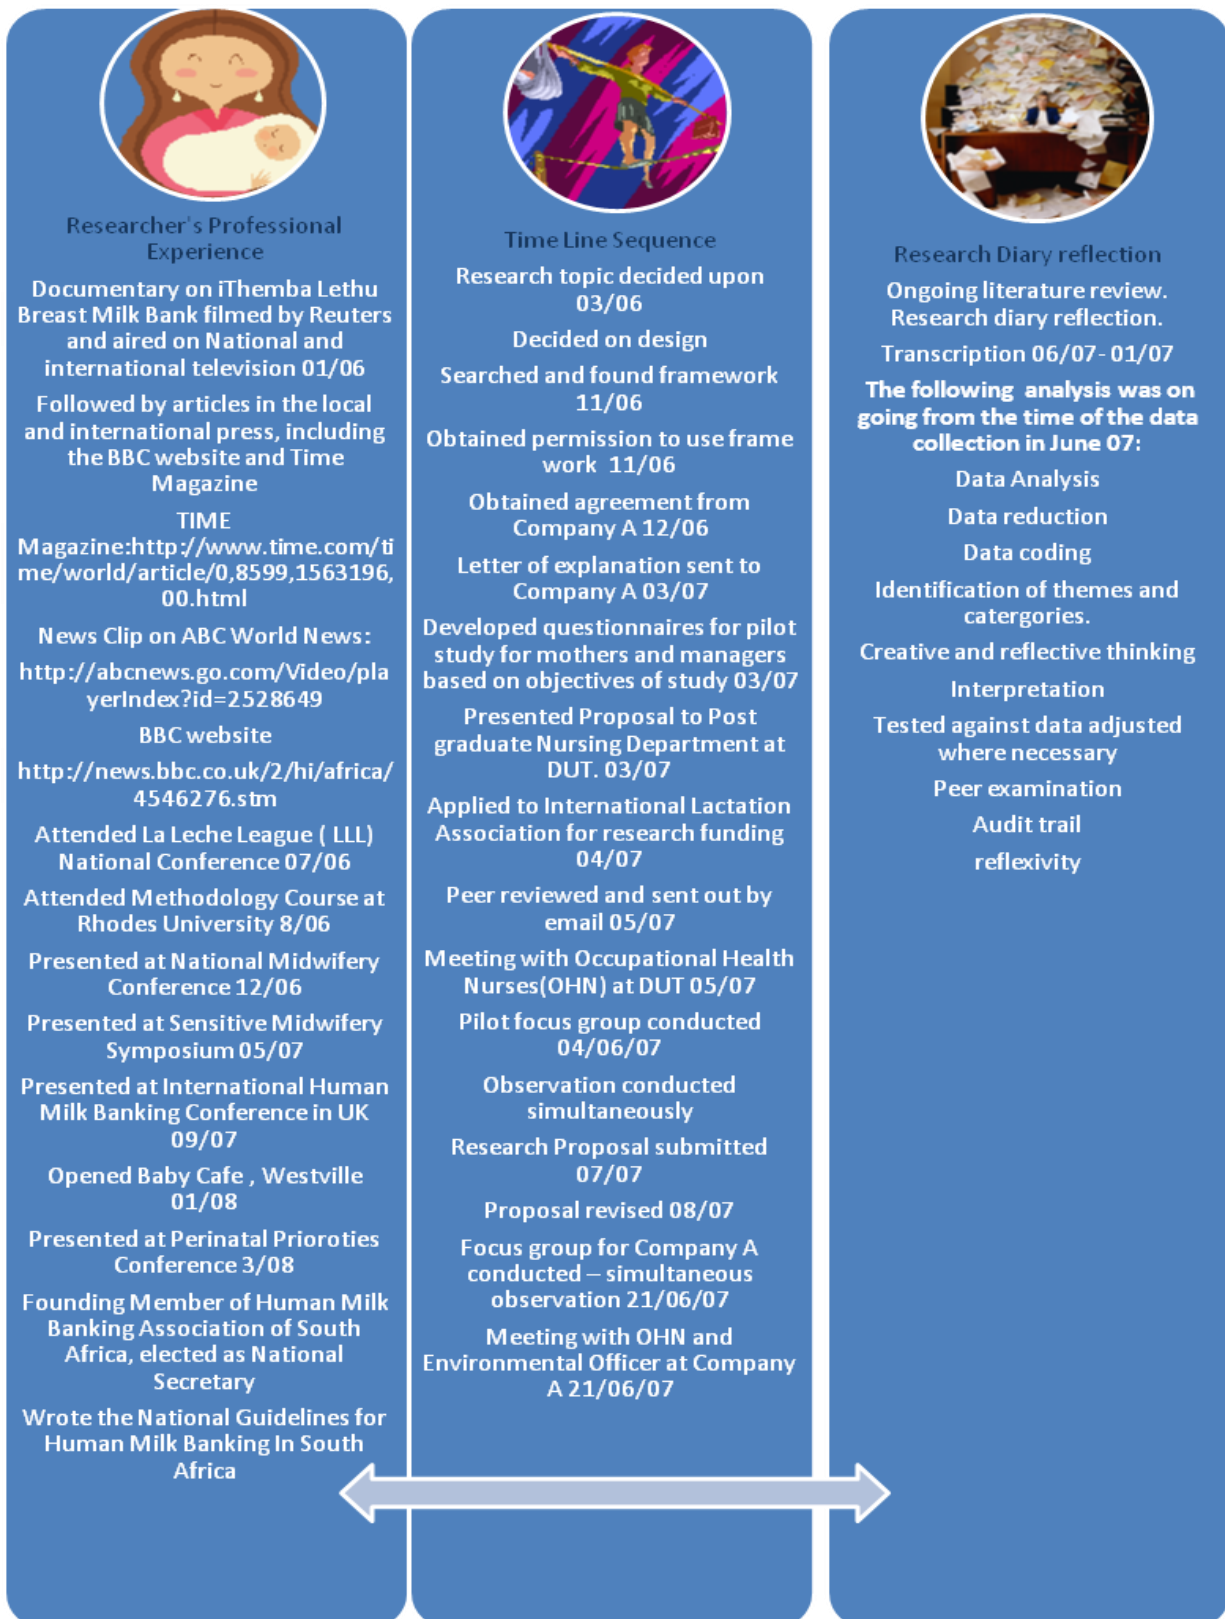 Researcher's Professional
Experience
Documentary on iThemba Lethu
Breast Milk Bank filmed by Reuters
and aired on National and
international television 01/06
Followed by articles in the local
and international press, including
the BBC website and Time
Magazine
TIME
Magazine:http://www.time.com/ti
me/world/article/0,8599,1563196,
00.html
News Clip on ABC World News:
http://abcnews.go.com/Video/pla
yerIndex?id=2528649
BBC website
http://news.bbc.co.uk/2/hi/africa/
4546276.stm
Attended La Leche League ( LLL)
National Conference 07/06
Attended Methodology Course at
Rhodes University 8/06
Presented at National Midwifery
Conference 12/06
Presented at Sensitive Midwifery
Symposium 05/07
Presented at International Human
Milk Banking Conference in UK
09/07
Opened Baby Cafe , Westville
01/08
Presented at Perinatal Prioroties
Conference 3/08
Founding Member of Human Milk
Banking Association of South
Africa, elected as National
Secretary
Wrote the National Guidelines for
Human Milk Banking In South
Africa
Time Line Sequence
Research topic decided upon
03/06
Decided on design
Searched and found framework
11/06
Obtained permission to use frame
work 11/06
Obtained agreement from
Company A 12/06
Letter of explanation sent to
Company A 03/07
Developed questionnaires for pilot
study for mothers and managers
based on objectives of study 03/07
Presented Proposal to Post
graduate Nursing Department at
DUT. 03/07
Applied to International Lactation
Association for research funding
04/07
Peer reviewed and sent out by
email 05/07
Meeting with Occupational Health
Nurses(OHN) at DUT 05/07
Pilot focus group conducted
04/06/07
Observation conducted
simultaneously
Research Proposal submitted
07/07
Proposal revised 08/07
Focus group for Company A
conducted – simultaneous
observation 21/06/07
Meeting with OHN and
Environmental Officer at Company
A 21/06/07
Research Diary reflection
Ongoing literature review.
Research diary reflection.
Transcription 06/07- 01/07
The following analysis was on
going from the time of the data
collection in June 07:
Data Analysis
Data reduction
Data coding
Identification of themes and
catergories.
Creative and reflective thinking
Interpretation
Tested against data adjusted
where necessary
Peer examination
Audit trail
reflexivity